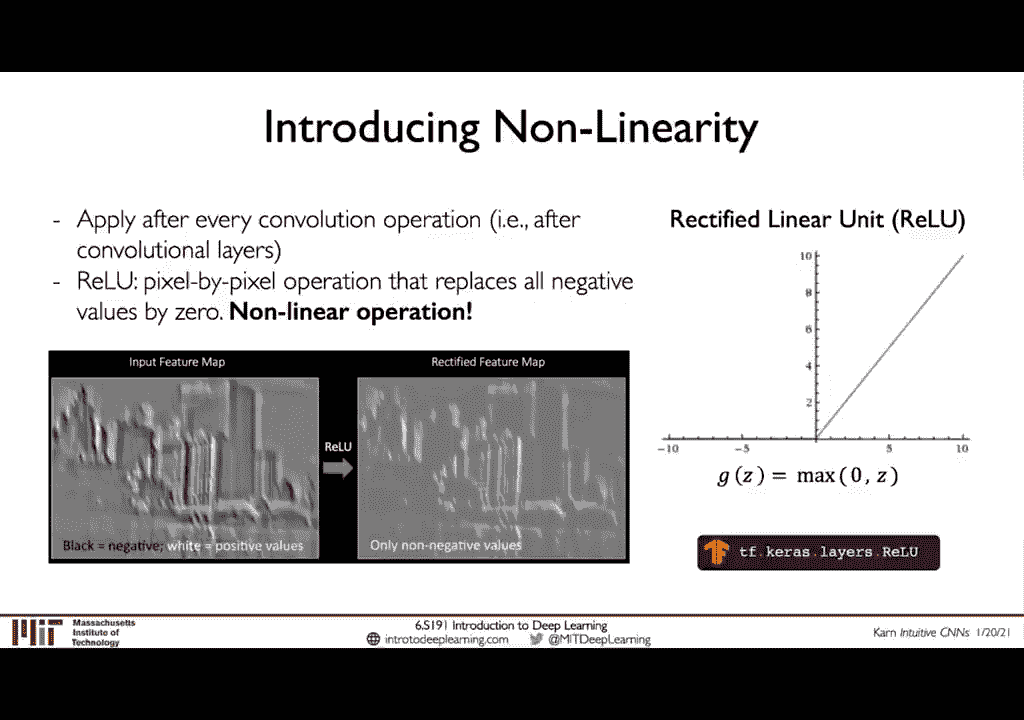 Introducing Non-Linearity
- Apply after every convolution operation (i.e., after
convolutional layers)
- ReLU: pixel-by-pixel operation that replaces all negative
values by zero. Non-linear operation!
Input Feature Map
Rectified Feature Map
ReLU
Black = negative; white = positive values
Only non-negative values
Rectified Linear Unit (ReLU)
10
8
6
4
2
-10
-5
5
10
g(z) = max(0, z)
tf.keras.layers.ReLU
Massachusetts
Institute of
Technology
6.S191 Introduction to Deep Learning
introtodeeplearning.com @MITDeepLearning
Karn Intuitive CNNs 1/20/21